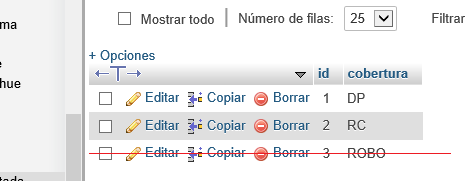 Mostrar todo Número de filas: 25 Filtrar
ma
+ Opciones
e
hue
id cobertura
Editar Copiar Borrar 1 DP
Editar Copiar Borrar 2 RC
Editar Copiar Borrar 3 ROBO